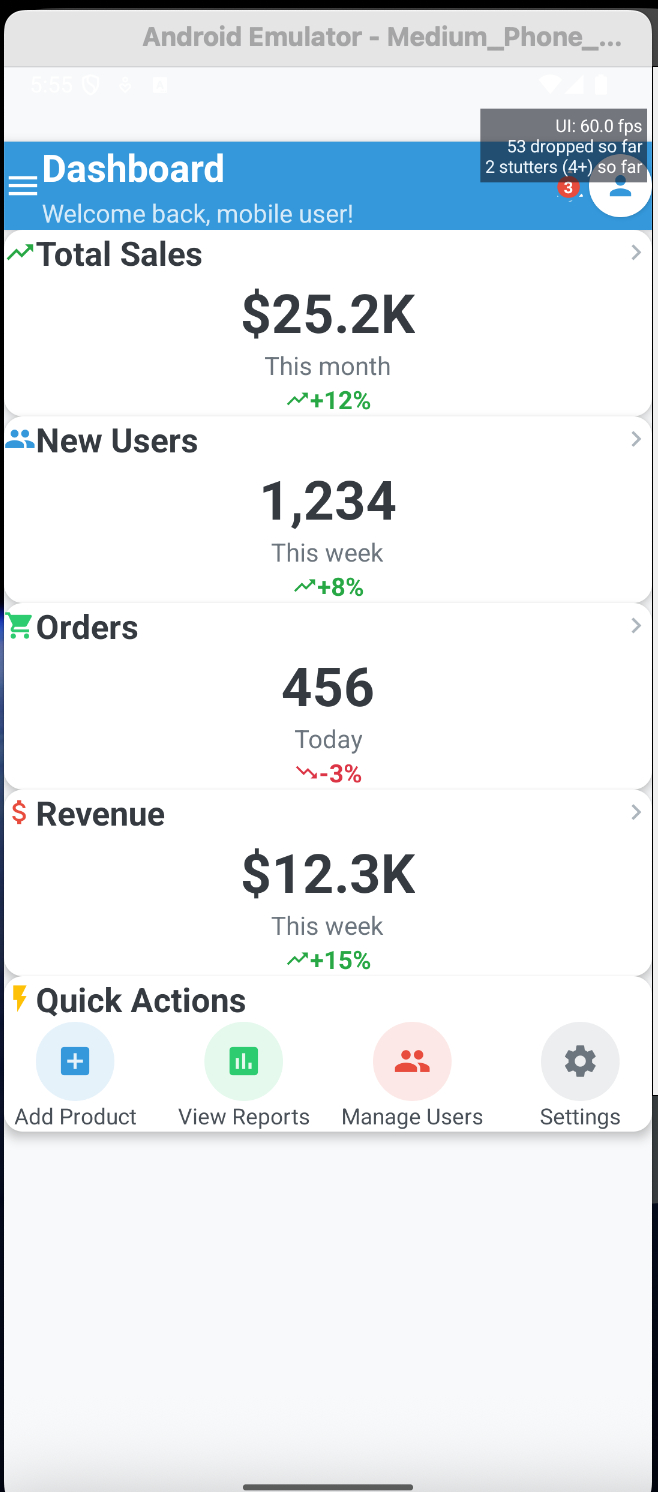 Android Emulator - Medium_Phone_...
5:55
UI: 60.0 fps
53 dropped so far
2 stutters (4+) so far
Dashboard
3
Welcome back, mobile user!
Total Sales
$25.2K
This month
+12%
New Users
1,234
This week
+8%
Orders
456
Today
-3%
$ Revenue
$12.3K
This week
+15%
Quick Actions
Add Product View Reports Manage Users Settings